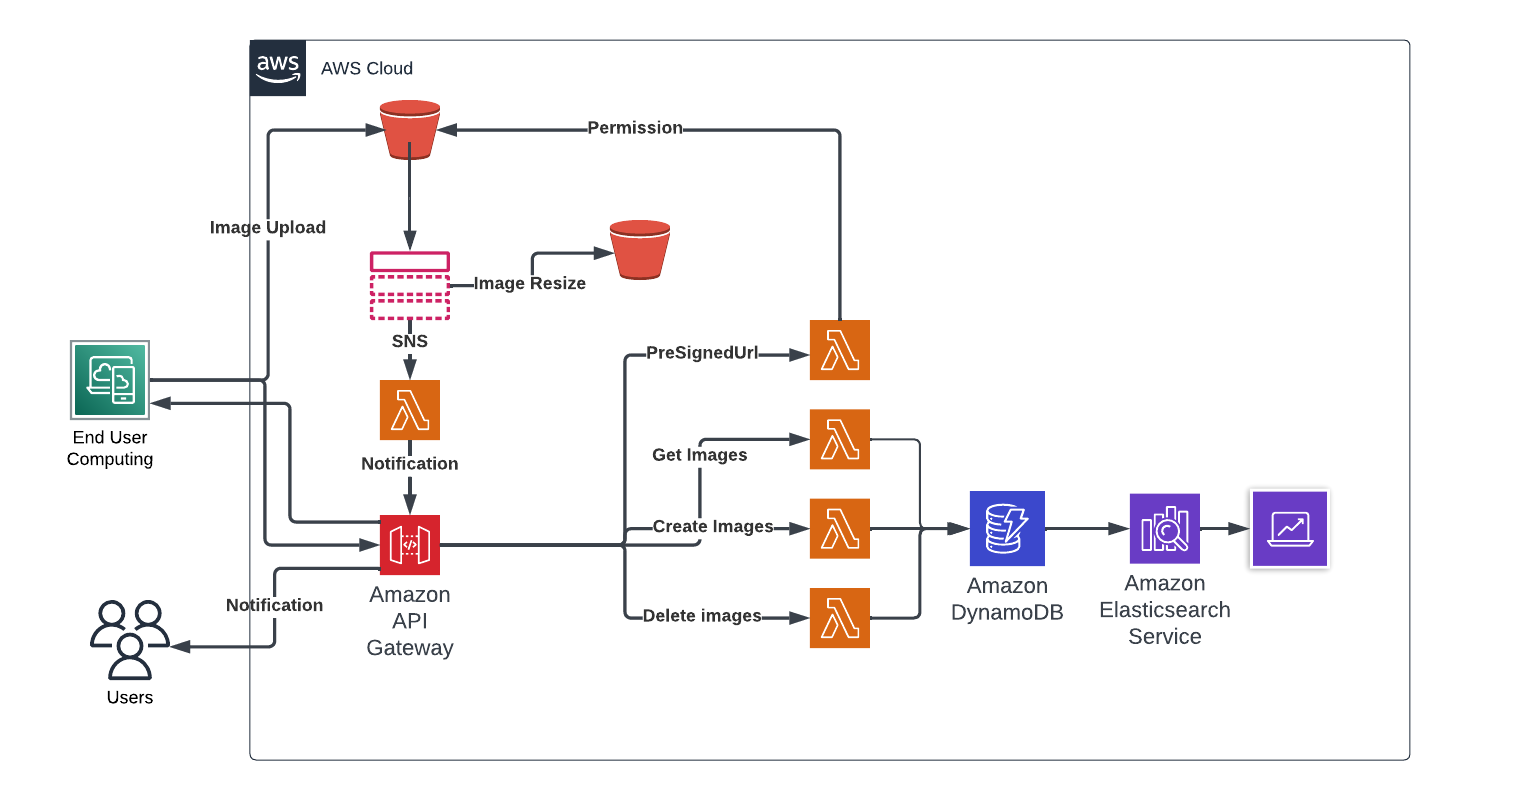 aws
AWS Cloud
Permission
Image Upload
Image Resize
SNS
PreSignedUrl
End User
Computing
Notification
Get Images
Create Images
Amazon
DynamoDB
Amazon
Elasticsearch
Service
Amazon
API
Gateway
Notification
Delete images
Users